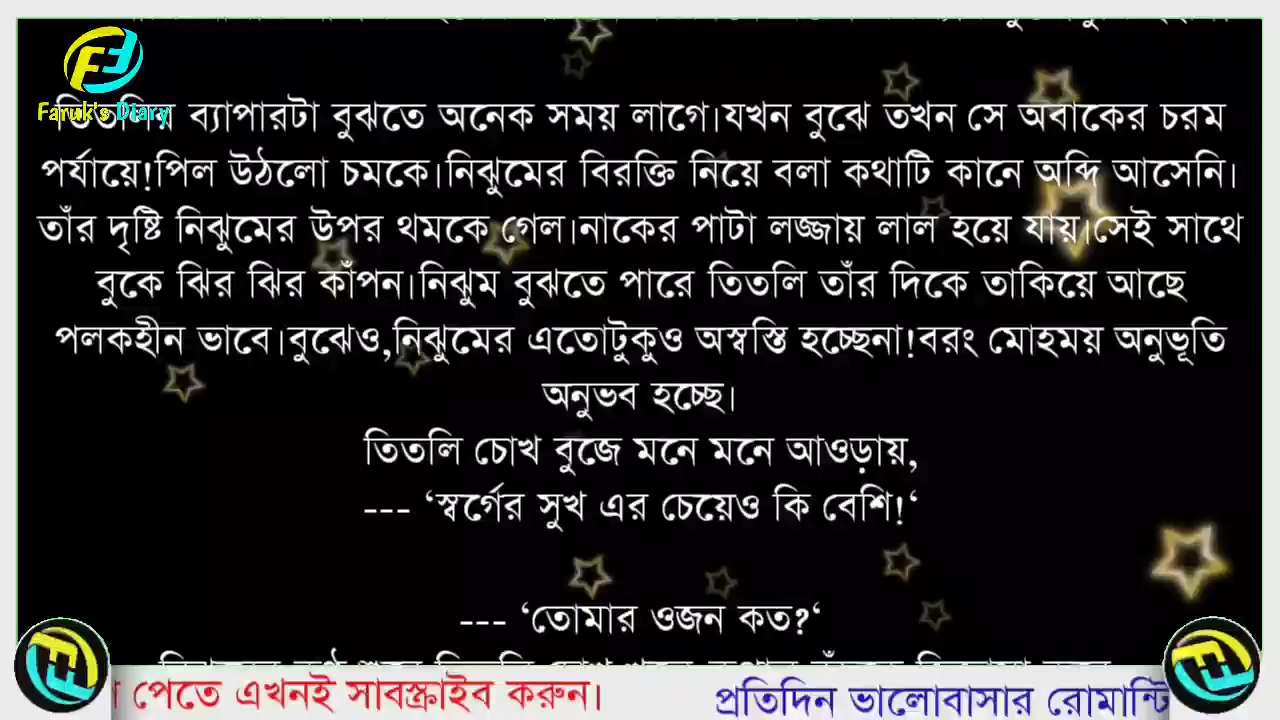 Faruk's Diary
তিতলির ব্যাপারটা বুঝতে অনেক সময় লাগে।যখন বুঝে তখন সে অবাকের চরম
পর্যায়ে!পিল উঠলো চমকে।নিঝুমের বিরক্তি নিয়ে বলা কথাটি কানে অব্দি আসেনি।
তাঁর দৃষ্টি নিঝুমের উপর থমকে গেল।নাকের পাটা লজ্জায় লাল হয়ে যায়।সেই সাথে
বুকে ঝির ঝির কাঁপন।নিঝুম বুঝতে পারে তিতলি তাঁর দিকে তাকিয়ে আছে
পলকহীন ভাবে।বুঝেও,নিঝুমের এতোটুকুও অস্বস্তি হচ্ছেনা!বরং মোহময় অনুভূতি
অনুভব হচ্ছে।
তিতলি চোখ বুজে মনে মনে আওড়ায়,
--- ‘স্বর্গের সুখ এর চেয়েও কি বেশি!‘
--- ‘তোমার ওজন কত?‘
পেতে এখনই সাবস্ক্রাইব করুন। প্রতিদিন ভালোবাসার রোমান্টি